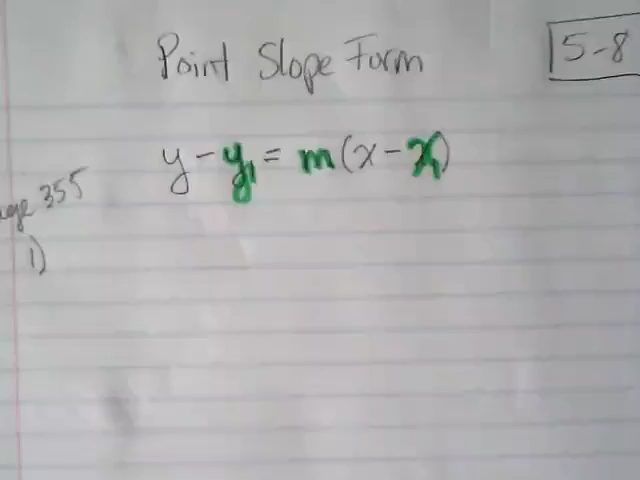 Point Slope Form
5-8
y - y₁ = m(x - x₁)
355
1)